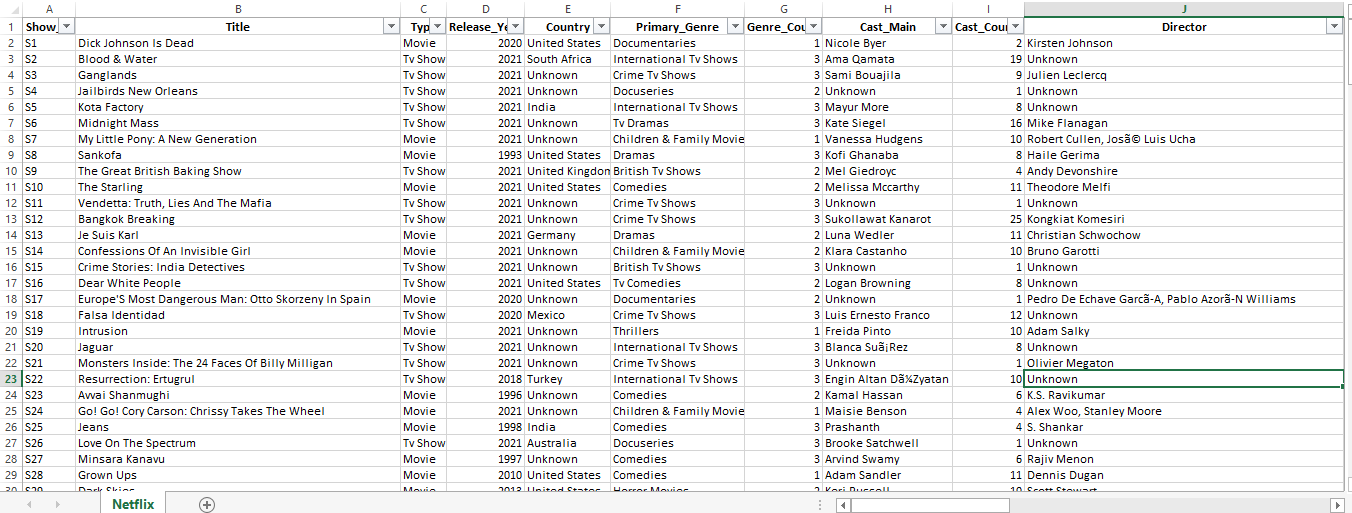 A B C D E F G H I J
1 Show_ Title Typ Release_Ye Country Primary_Genre Genre_Cou Cast_Main Cast_Cour Director
2 S1 Dick Johnson Is Dead Movie 2020 United States Documentaries 1 Nicole Byer 2 Kirsten Johnson
3 S2 Blood & Water Tv Show 2021 South Africa International Tv Shows 3 Ama Qamata 19 Unknown
4 S3 Ganglands Tv Show 2021 Unknown Crime Tv Shows 3 Sami Bouajila 9 Julien Leclercq
5 S4 Jailbirds New Orleans Tv Show 2021 Unknown Docuseries 2 Unknown 1 Unknown
6 S5 Kota Factory Tv Show 2021 India International Tv Shows 3 Mayur More 8 Unknown
7 S6 Midnight Mass Tv Show 2021 Unknown Tv Dramas 3 Kate Siegel 16 Mike Flanagan
8 S7 My Little Pony: A New Generation Movie 2021 Unknown Children & Family Movie 1 Vanessa Hudgens 10 Robert Cullen, Josã© Luis Ucha
9 S8 Sankofa Movie 1993 United States Dramas 3 Kofi Ghanaba 8 Haile Gerima
10 S9 The Great British Baking Show Tv Show 2021 United Kingdon British Tv Shows 2 Mel Giedroyc 4 Andy Devonshire
11 S10 The Starling Movie 2021 United States Comedies 2 Melissa Mccarthy 11 Theodore Melfi
12 S11 Vendetta: Truth, Lies And The Mafia Tv Show 2021 Unknown Crime Tv Shows 3 Unknown 1 Unknown
13 S12 Bangkok Breaking Tv Show 2021 Unknown Crime Tv Shows 3 Sukollawat Kanarot 25 Kongkiat Komesiri
14 S13 Je Suis Karl Movie 2021 Germany Dramas 2 Luna Wedler 11 Christian Schwochow
15 S14 Confessions Of An Invisible Girl Movie 2021 Unknown Children & Family Movie 2 Klara Castanho 10 Bruno Garotti
16 S15 Crime Stories: India Detectives Tv Show 2021 Unknown British Tv Shows 3 Unknown 1 Unknown
17 S16 Dear White People Tv Show 2021 United States Tv Comedies 2 Logan Browning 8 Unknown
18 S17 Europe'S Most Dangerous Man: Otto Skorzeny In Spain Movie 2020 Unknown Documentaries 2 Unknown 1 Pedro De Echave Garcã-A, Pablo Azorã-N Williams
19 S18 Falsa Identidad Tv Show 2020 Mexico Crime Tv Shows 3 Luis Ernesto Franco 12 Unknown
20 S19 Intrusion Movie 2021 Unknown Thrillers 1 Freida Pinto 10 Adam Salky
21 S20 Jaguar Tv Show 2021 Unknown International Tv Shows 3 Blanca Suã¡Rez 8 Unknown
22 S21 Monsters Inside: The 24 Faces Of Billy Milligan Tv Show 2021 Unknown Crime Tv Shows 3 Unknown 1 Olivier Megaton
23 S22 Resurrection: Ertugrul Tv Show 2018 Turkey International Tv Shows 3 Engin Altan Dã¼Zyatan 10 Unknown
24 S23 Avvai Shanmughi Movie 1996 Unknown Comedies 2 Kamal Hassan 6 K.S. Ravikumar
25 S24 Go! Go! Cory Carson: Chrissy Takes The Wheel Movie 2021 Unknown Children & Family Movie 1 Maisie Benson 4 Alex Woo, Stanley Moore
26 S25 Jeans Movie 1998 India Comedies 3 Prashanth 4 S. Shankar
27 S26 Love On The Spectrum Tv Show 2021 Australia Docuseries 3 Brooke Satchwell 1 Unknown
28 S27 Minsara Kanavu Movie 1997 Unknown Comedies 3 Arvind Swamy 6 Rajiv Menon
29 S28 Grown Ups Movie 2010 United States Comedies 1 Adam Sandler 11 Dennis Dugan
30 S29 Dark Skies Movie 2013 United States Horror Movies 2 Keri Russell 10 Scott Stewart
Netflix